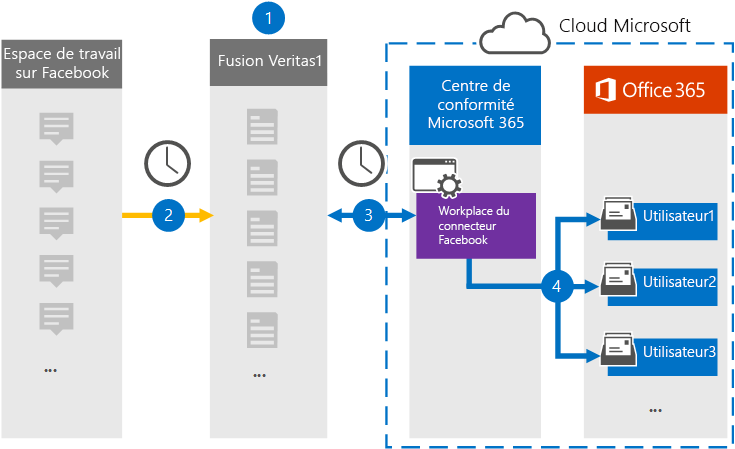 1
Cloud Microsoft
Espace de travail
sur Facebook
Fusion Veritas1
Centre de
conformité
Microsoft 365
Office 365
2
3
Workplace du
connecteur
Facebook
4
Utilisateur1
Utilisateur2
Utilisateur3
...
...
...